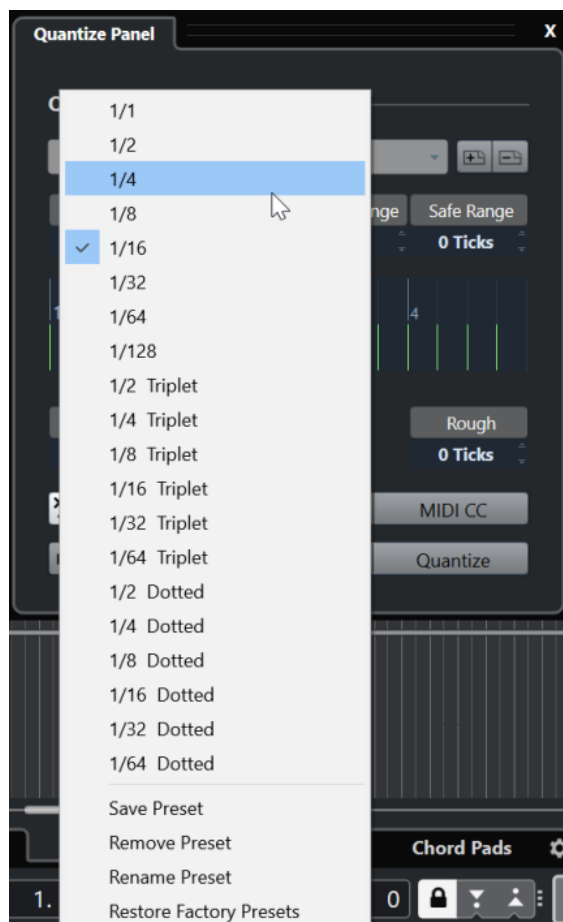 Quantize Panel
X
1/1
1/2
1/4
1/8
Safe Range
1/16
0 Ticks
1/32
1/64
4
1/128
1/2 Triplet
1/4 Triplet
Rough
1/8 Triplet
0 Ticks
1/16 Triplet
1/32 Triplet
MIDI CC
1/64 Triplet
Quantize
1/2 Dotted
1/4 Dotted
1/8 Dotted
1/16 Dotted
1/32 Dotted
1/64 Dotted
Save Preset
Remove Preset
Chord Pads
Rename Preset
1.
0
Restore Factory Presets